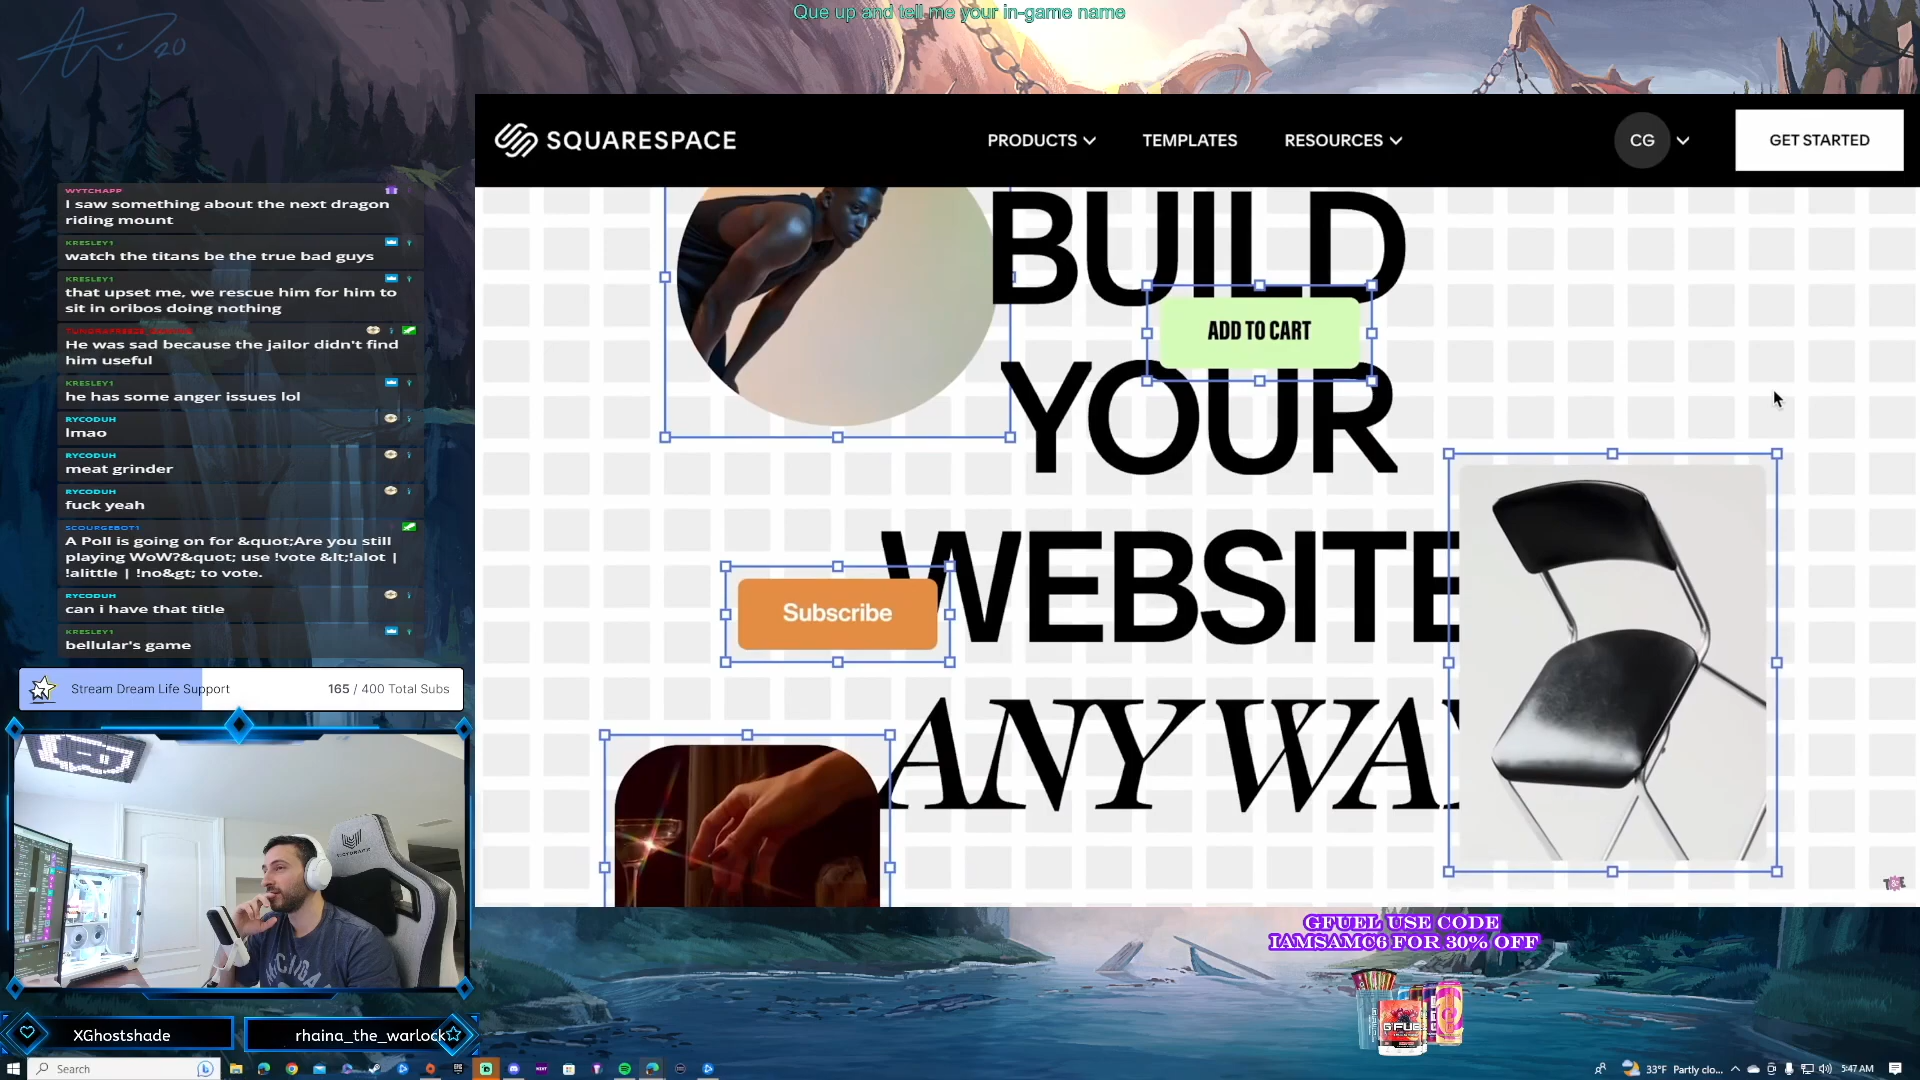 Que up and tell me your in-game name
20
SQUARESPACE
PRODUCTS
TEMPLATES
RESOURCES
CG
GET STARTED
BUILD
ADD TO CART
YOUR
WEBSITE
Subscribe
ANYWA
WYTCHAPP
I saw something about the next dragon
riding mount
KRESLEY1
watch the titans be the true bad guys
KRESLEY1
that upset me, we rescue him for him to
sit in oribos doing nothing
He was sad because the jailor didn't find
him useful
KRESLEY1
he has some anger issues lol
RYCODUH
lmao
RYCODUH
meat grinder
RYCODUH
fuck yeah
SCOURGEBOT1
A Poll is going on for &quot;Are you still
playing WoW?&quot; use !vote &lt;!alot |
!alittle | !no&gt; to vote.
RYCODUH
can i have that title
KRESLEY1
bellular's game
Stream Dream Life Support
165 / 400 Total Subs
GFUEL USE CODE
IAMSAMC6 FOR 30% OFF
G FUEL
XGhostshade
rhaina_the_warlock
Search
33°F Partly clo...
5:47 AM